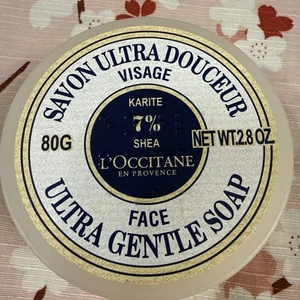 SAVON ULTRA DOUCEUR
VISAGE
KARITE
7%
SHEA
80G
NET WT.2.8 OZ.
L'OCCITANE
EN PROVENCE
FACE
ULTRA GENTLE SOAP